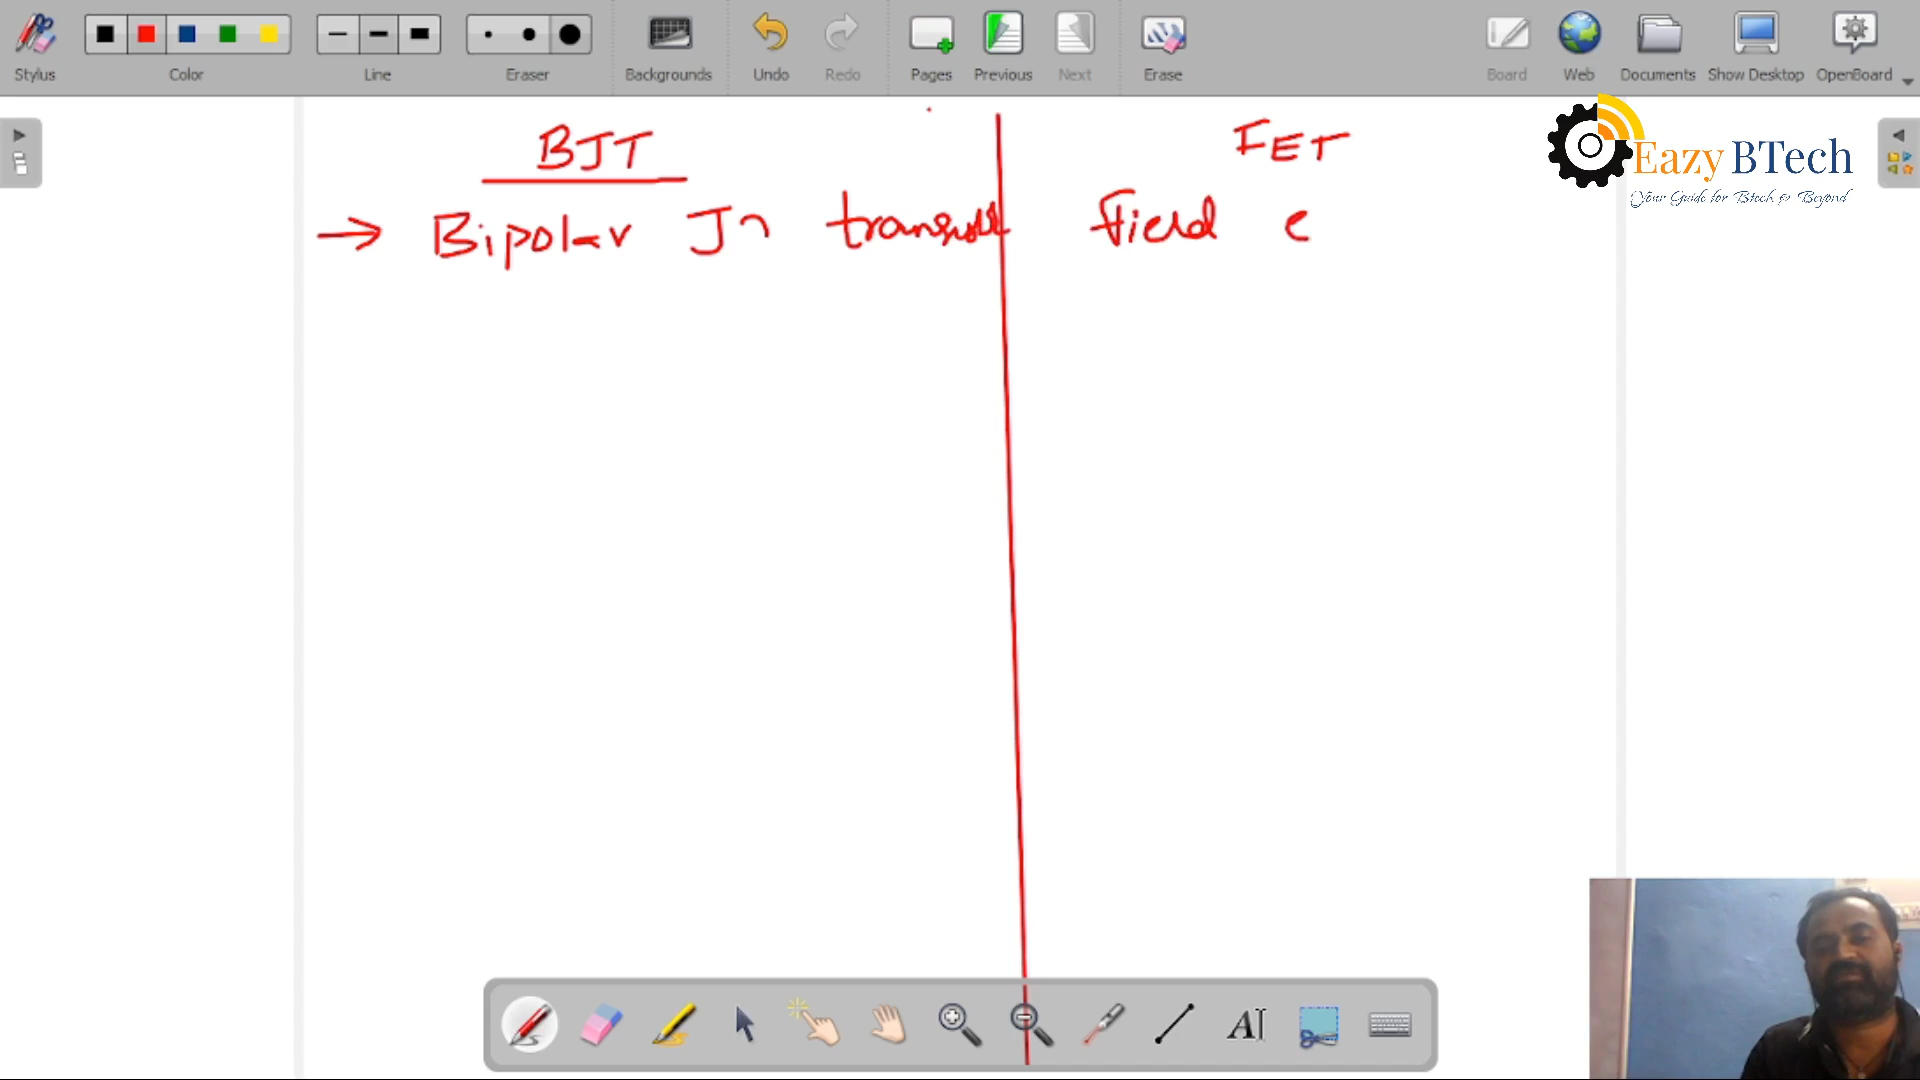 Stylus Color Line Eraser Backgrounds Undo Redo Pages Previous Next Erase Board Web Documents Show Desktop OpenBoard
Eazy BTech
Your Guide for Btech & Beyond
BJT FET
→ Bipolar Jn Field e
AI